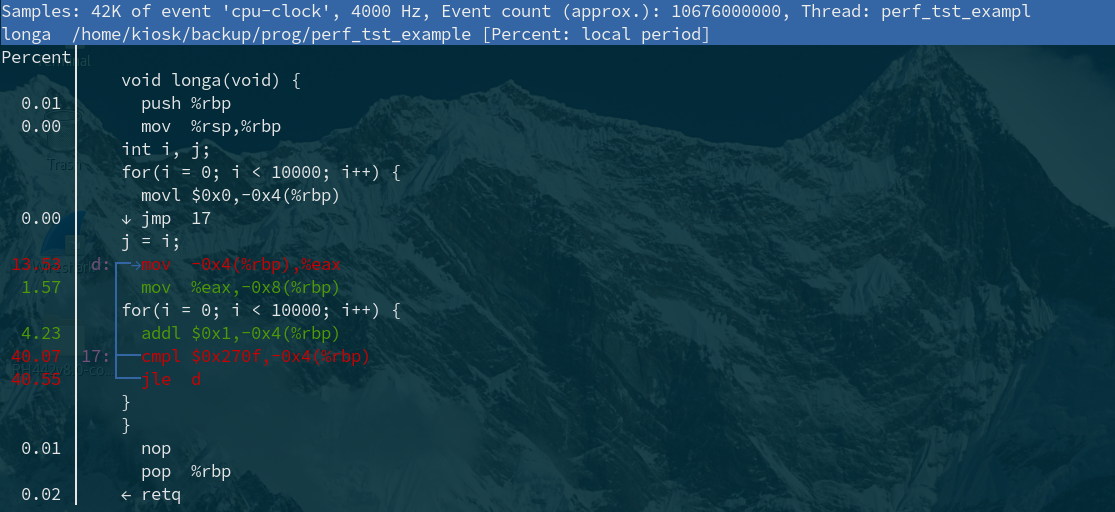 Samples: 42K of event 'cpu-clock', 4000 Hz, Event count (approx.): 10676000000, Thread: perf_tst_exampl
longa  /home/kiosk/backup/prog/perf_tst_example [Percent: local period]
Percent
void longa(void) {
0.01 push %rbp
0.00 mov %rsp,%rbp
int i, j;
for(i = 0; i < 10000; i++) {
movl $0x0,-0x4(%rbp)
0.00 ↓ jmp 17
j = i;
13.53 d: → mov -0x4(%rbp),%eax
1.57 mov %eax,-0x8(%rbp)
for(i = 0; i < 10000; i++) {
4.23 addl $0x1,-0x4(%rbp)
40.07 17: cmpl $0x270f,-0x4(%rbp)
40.55 jle d
}
}
0.01 nop
pop %rbp
0.02 ← retq